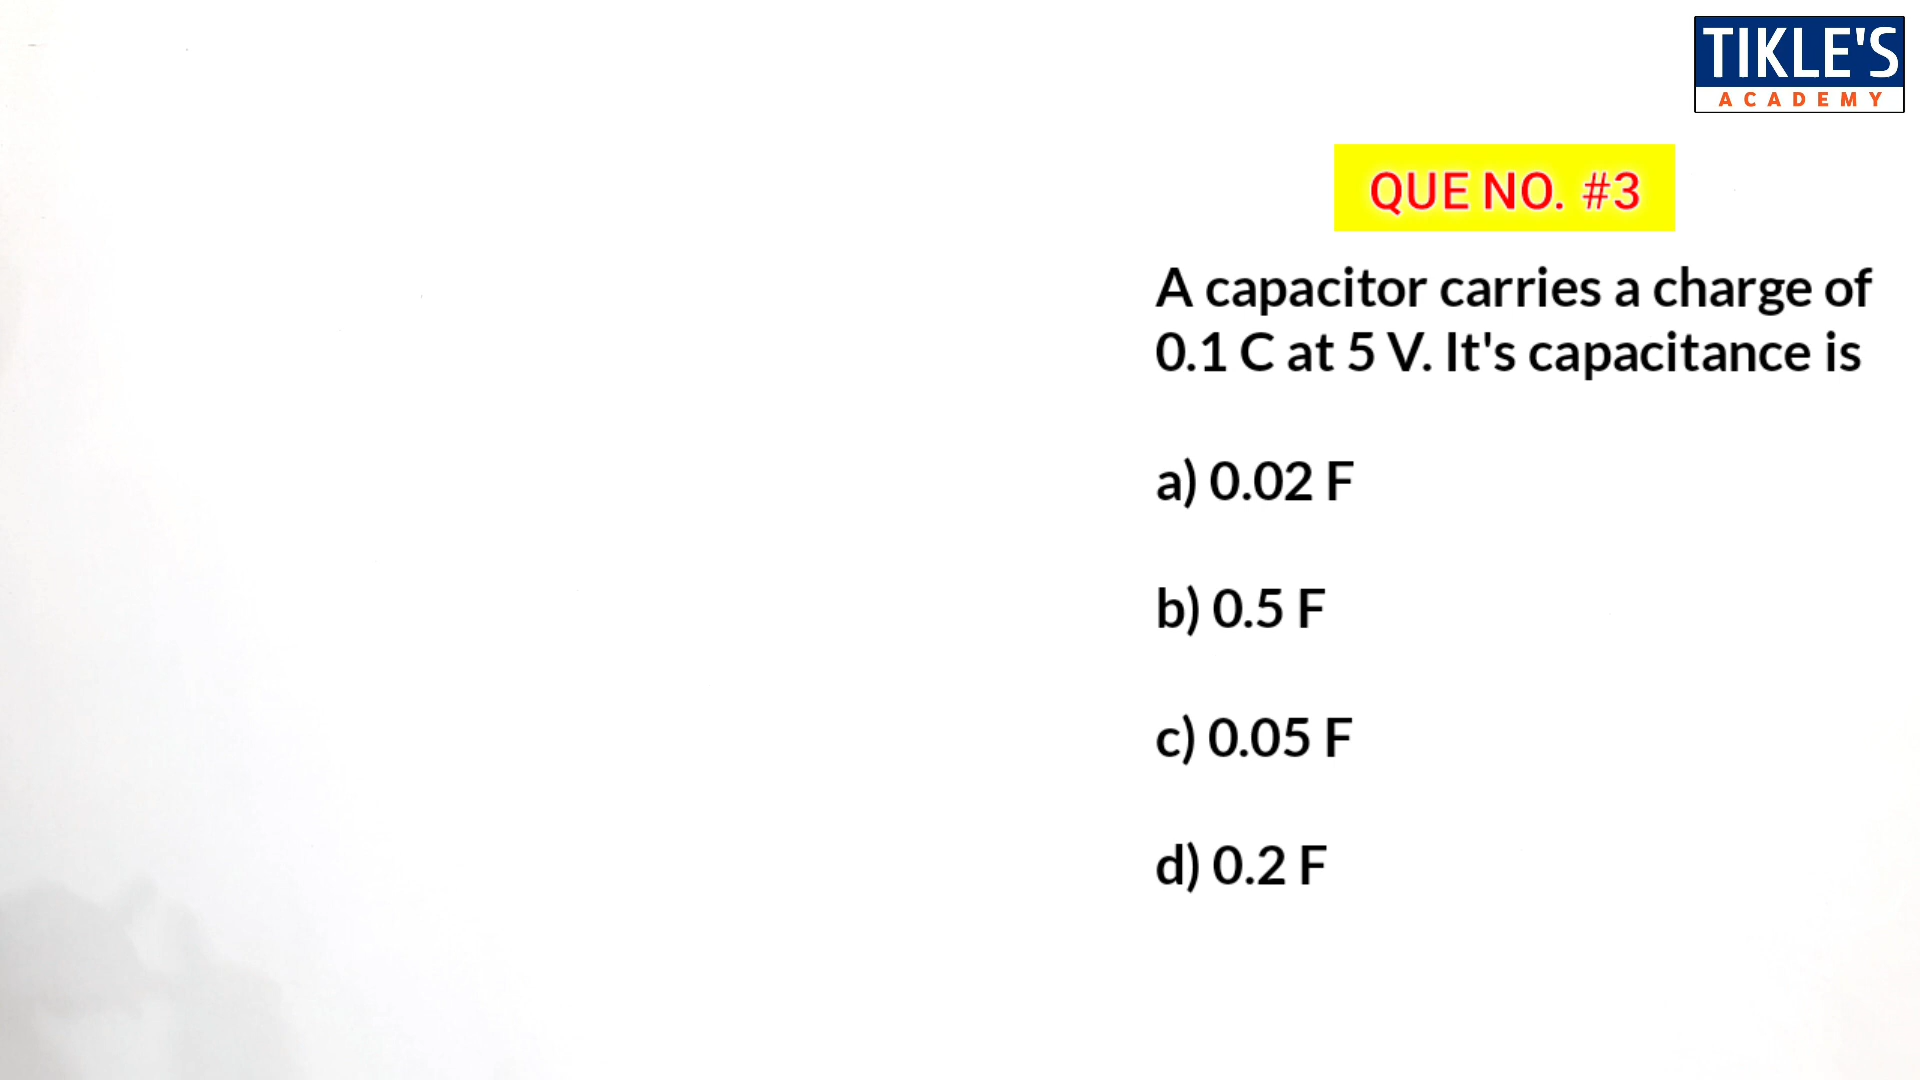 TIKLE'S
ACADEMY
QUE NO. #3
A capacitor carries a charge of
0.1 C at 5 V. It's capacitance is
a) 0.02 F
b) 0.5 F
c) 0.05 F
d) 0.2 F